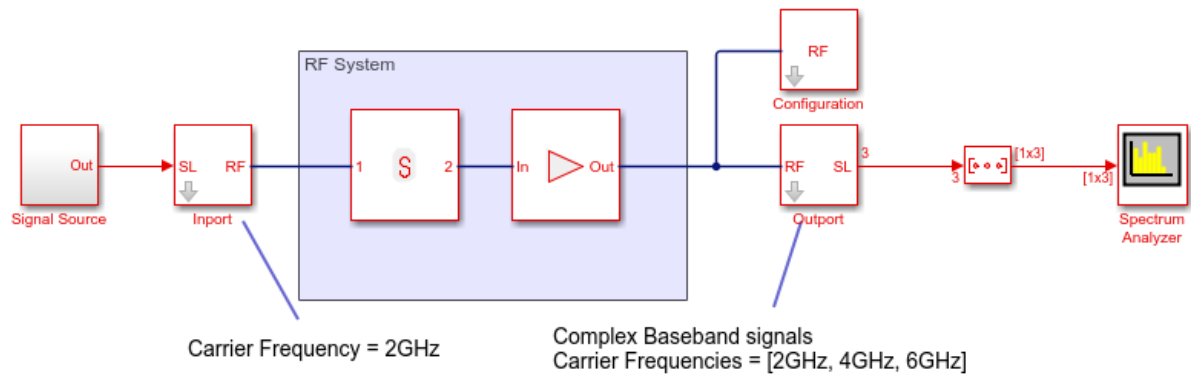 RF System
RF
Configuration
Out
Signal Source
SL RF
Inport
1 S 2
In Out
RF SL
Outport
3
3
[1x3]
[1x3]
Spectrum
Analyzer
Carrier Frequency = 2GHz
Complex Baseband signals
Carrier Frequencies = [2GHz, 4GHz, 6GHz]